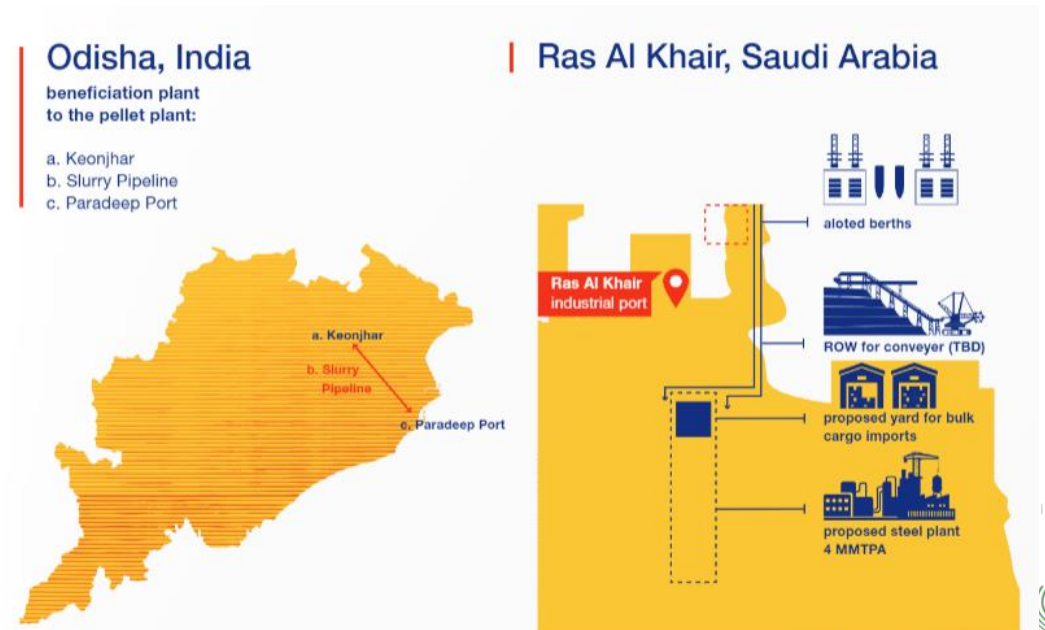 Odisha, India
beneficiation plant
to the pellet plant:
a. Keonjhar
b. Slurry Pipeline
c. Paradeep Port
a. Keonjhar
b. Slurry
Pipeline
c. Paradeep Port
Ras Al Khair, Saudi Arabia
aloted berths
Ras Al Khair
industrial port
ROW for conveyer (TBD)
proposed yard for bulk
cargo imports
proposed steel plant
4 MMTPA